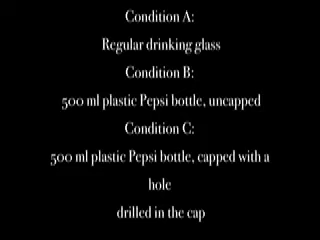 Condition A:
Regular drinking glass
Condition B:
500 ml plastic Pepsi bottle, uncapped
Condition C:
500 ml plastic Pepsi bottle, capped with a
hole
drilled in the cap